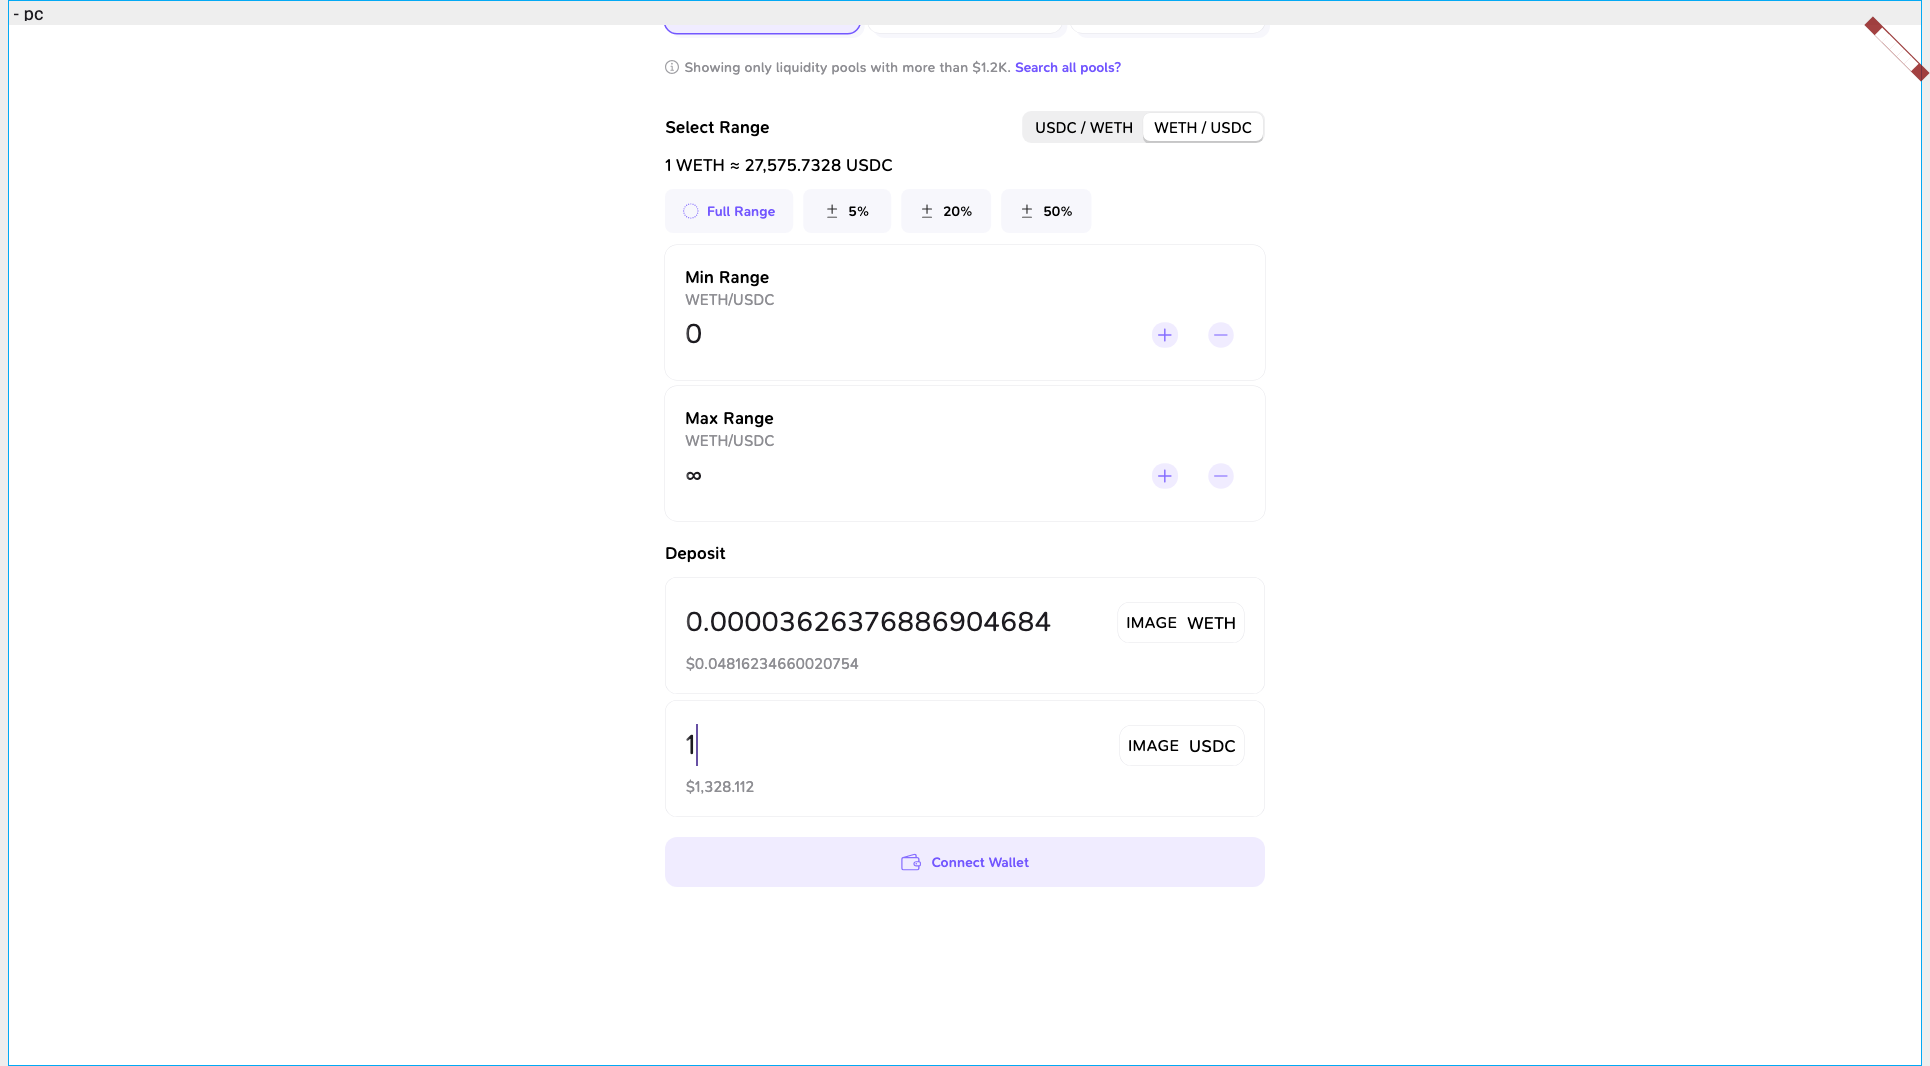 - pc
Showing only liquidity pools with more than $1.2K. Search all pools?
Select Range
USDC / WETH
WETH / USDC
1 WETH ≈ 27,575.7328 USDC
Full Range
± 5%
± 20%
± 50%
Min Range
WETH/USDC
0
Max Range
WETH/USDC
∞
Deposit
0.00003626376886904684
IMAGE WETH
$0.04816234660020754
1
IMAGE USDC
$1,328.112
Connect Wallet